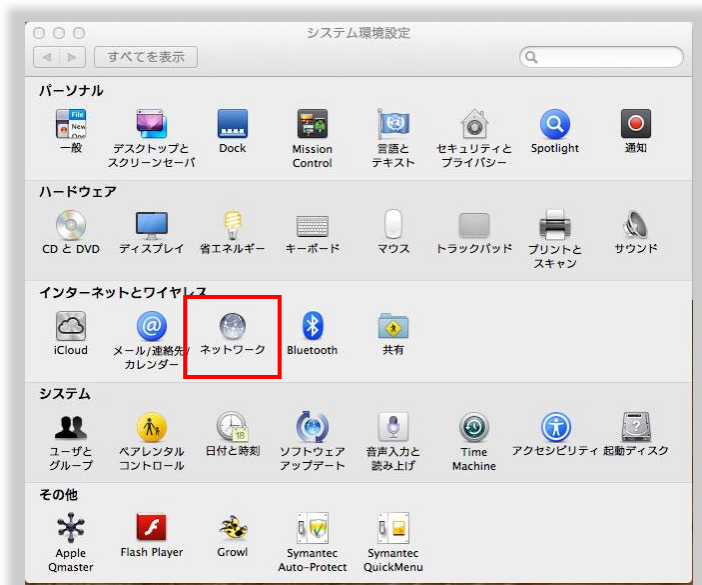 システム環境設定
すべてを表示
パーソナル
File
New
One
一般
デスクトップと
スクリーンセーバ
Dock
Mission
Control
言語と
テキスト
セキュリティと
プライバシー
Spotlight
通知
ハードウェア
CD と DVD
ディスプレイ
省エネルギー
キーボード
マウス
トラックパッド
プリントと
スキャン
サウンド
インターネットとワイヤレス
iCloud
メール/連絡先/
カレンダー
ネットワーク
Bluetooth
共有
システム
18
ユーザと
グループ
ペアレンタル
コントロール
日付と時刻
ソフトウェア
アップデート
音声入力と
読み上げ
Time
Machine
アクセシビリティ
起動ディスク
その他
Apple
Qmaster
Flash Player
Growl
Symantec
Auto-Protect
Symantec
QuickMenu